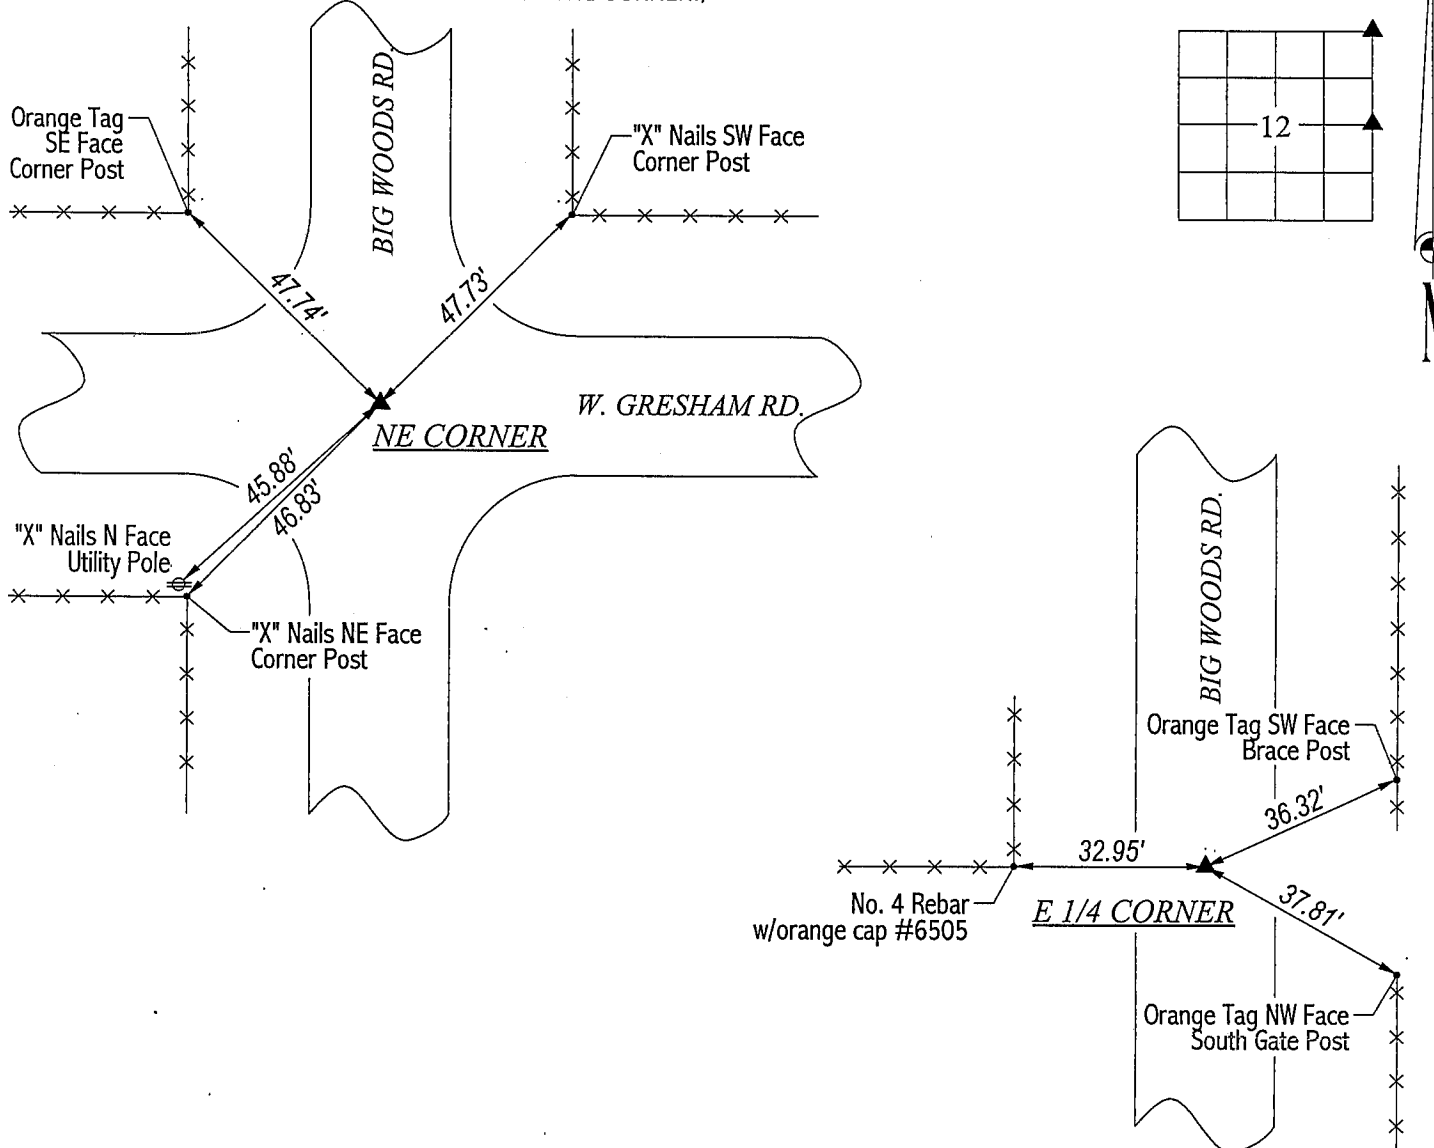 BIG WOODS RD.
Orange Tag
SE Face
Corner Post
"X" Nails SW Face
Corner Post
12
47.74'
47.73'
W. GRESHAM RD.
NE CORNER
45.88'
46.83'
"X" Nails N Face
Utility Pole
"X" Nails NE Face
Corner Post
BIG WOODS RD.
Orange Tag SW Face
Brace Post
36.32'
32.95'
No. 4 Rebar
w/orange cap #6505
E 1/4 CORNER
37.81'
Orange Tag NW Face
South Gate Post